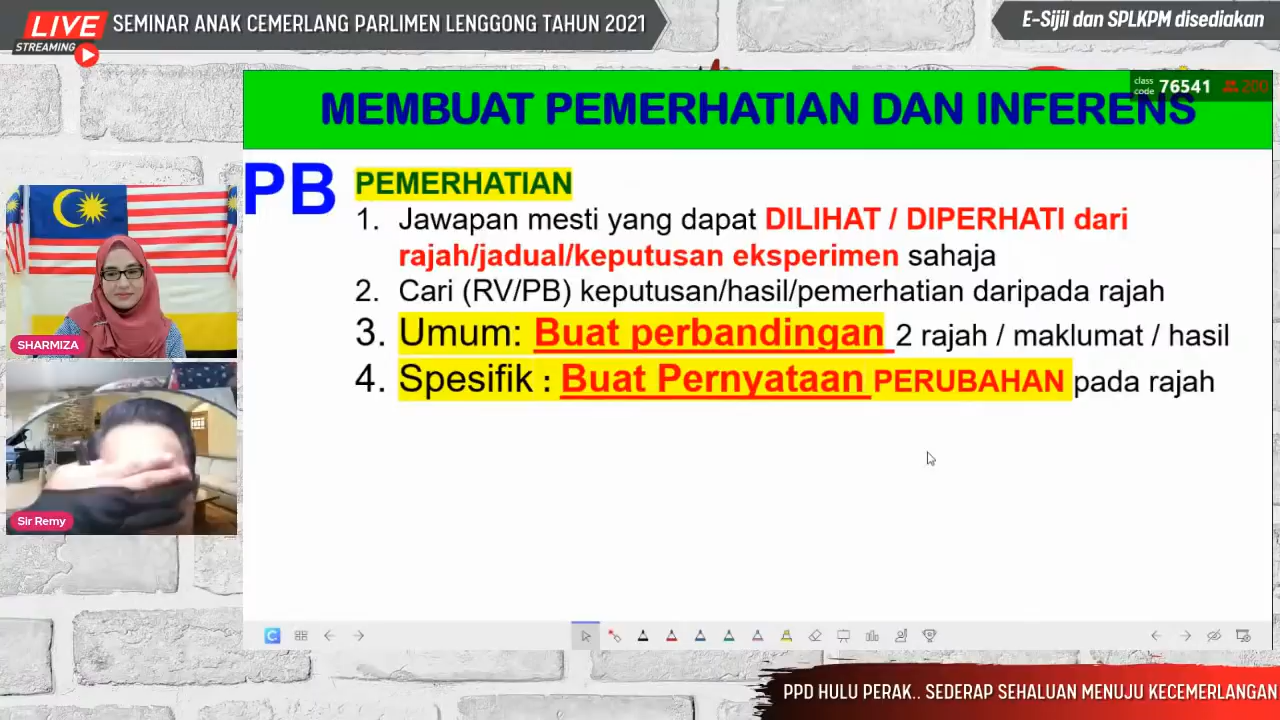 LIVE
STREAMING
SEMINAR ANAK CEMERLANG PARLIMEN LENGGONG TAHUN 2021
E-Sijil dan SPLKPM disediakan
class code 76541 200
MEMBUAT PEMERHATIAN DAN INFERENS
PB
PEMERHATIAN
1. Jawapan mesti yang dapat DILIHAT / DIPERHATI dari
rajah/jadual/keputusan eksperimen sahaja
2. Cari (RV/PB) keputusan/hasil/pemerhatian daripada rajah
3. Umum: Buat perbandingan 2 rajah / maklumat / hasil
4. Spesifik : Buat Pernyataan PERUBAHAN pada rajah
SHARMIZA
Sir Remy
PPD HULU PERAK.. SEDERAP SEHALUAN MENUJU KECEMERLANGAN